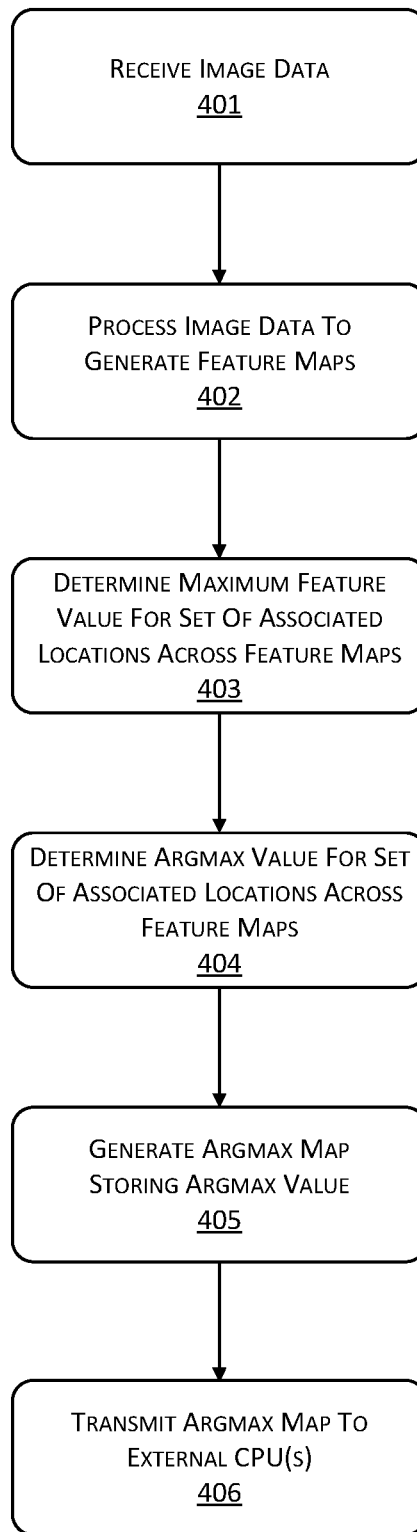 RECEIVE IMAGE DATA
401
PROCESS IMAGE DATA TO
GENERATE FEATURE MAPS
402
DETERMINE MAXIMUM FEATURE
VALUE FOR SET OF ASSOCIATED
LOCATIONS ACROSS FEATURE MAPS
403
DETERMINE ARGMAX VALUE FOR SET
OF ASSOCIATED LOCATIONS ACROSS
FEATURE MAPS
404
GENERATE ARGMAX MAP
STORING ARGMAX VALUE
405
TRANSMIT ARGMAX MAP TO
EXTERNAL CPU(S)
406